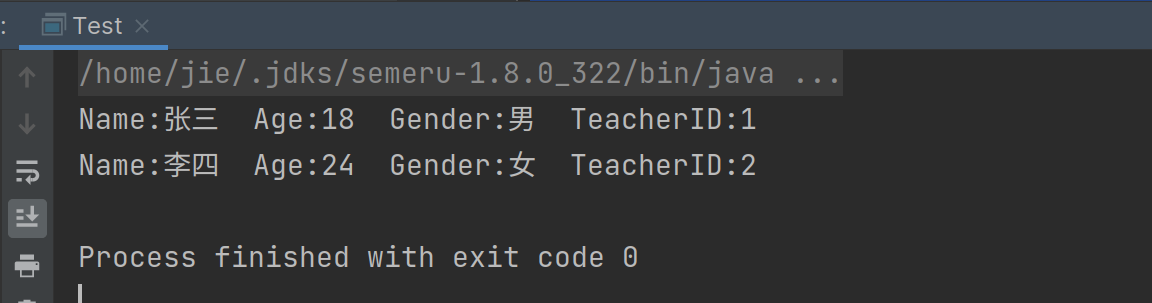 : Test ×
/home/jie/.jdks/semeru-1.8.0_322/bin/java ...
Name:张三  Age:18  Gender:男  TeacherID:1
Name:李四  Age:24  Gender:女  TeacherID:2
Process finished with exit code 0